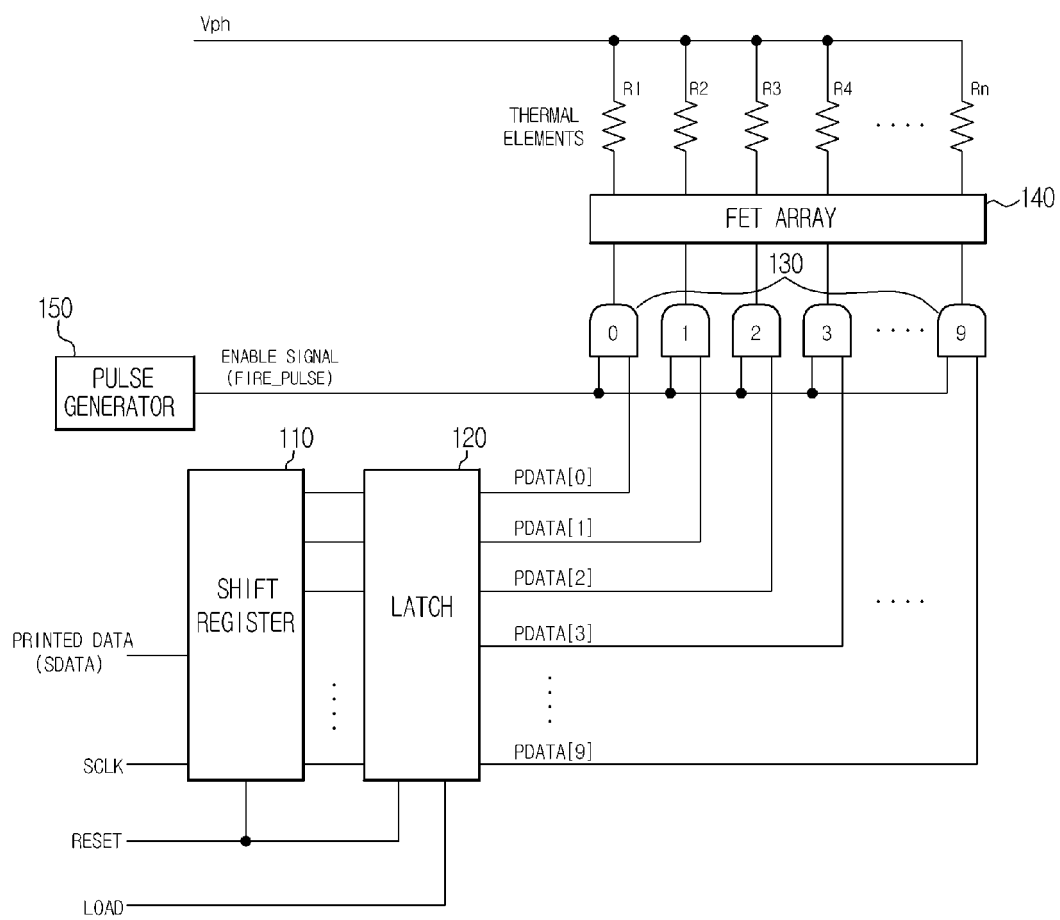 Vph
R1 R2 R3 R4 Rn
THERMAL
ELEMENTS
. . . .
FET ARRAY
140
130
0 1 2 3 . . . . 9
150
PULSE
GENERATOR
ENABLE SIGNAL
(FIRE_PULSE)
110
120
SHIFT
REGISTER
LATCH
PDATA[0]
PDATA[1]
PDATA[2]
PDATA[3]
. . . .
PDATA[9]
PRINTED DATA
(SDATA)
SCLK
RESET
LOAD